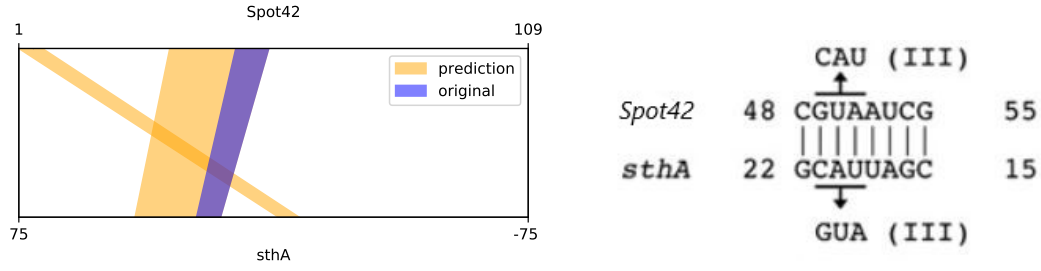 Spot42
1 109
prediction
original
75 -75
sthA
CAU (III)
Spot42 48 CGUAAUCG 55
sthA 22 GCAUUAGC 15
GUA (III)